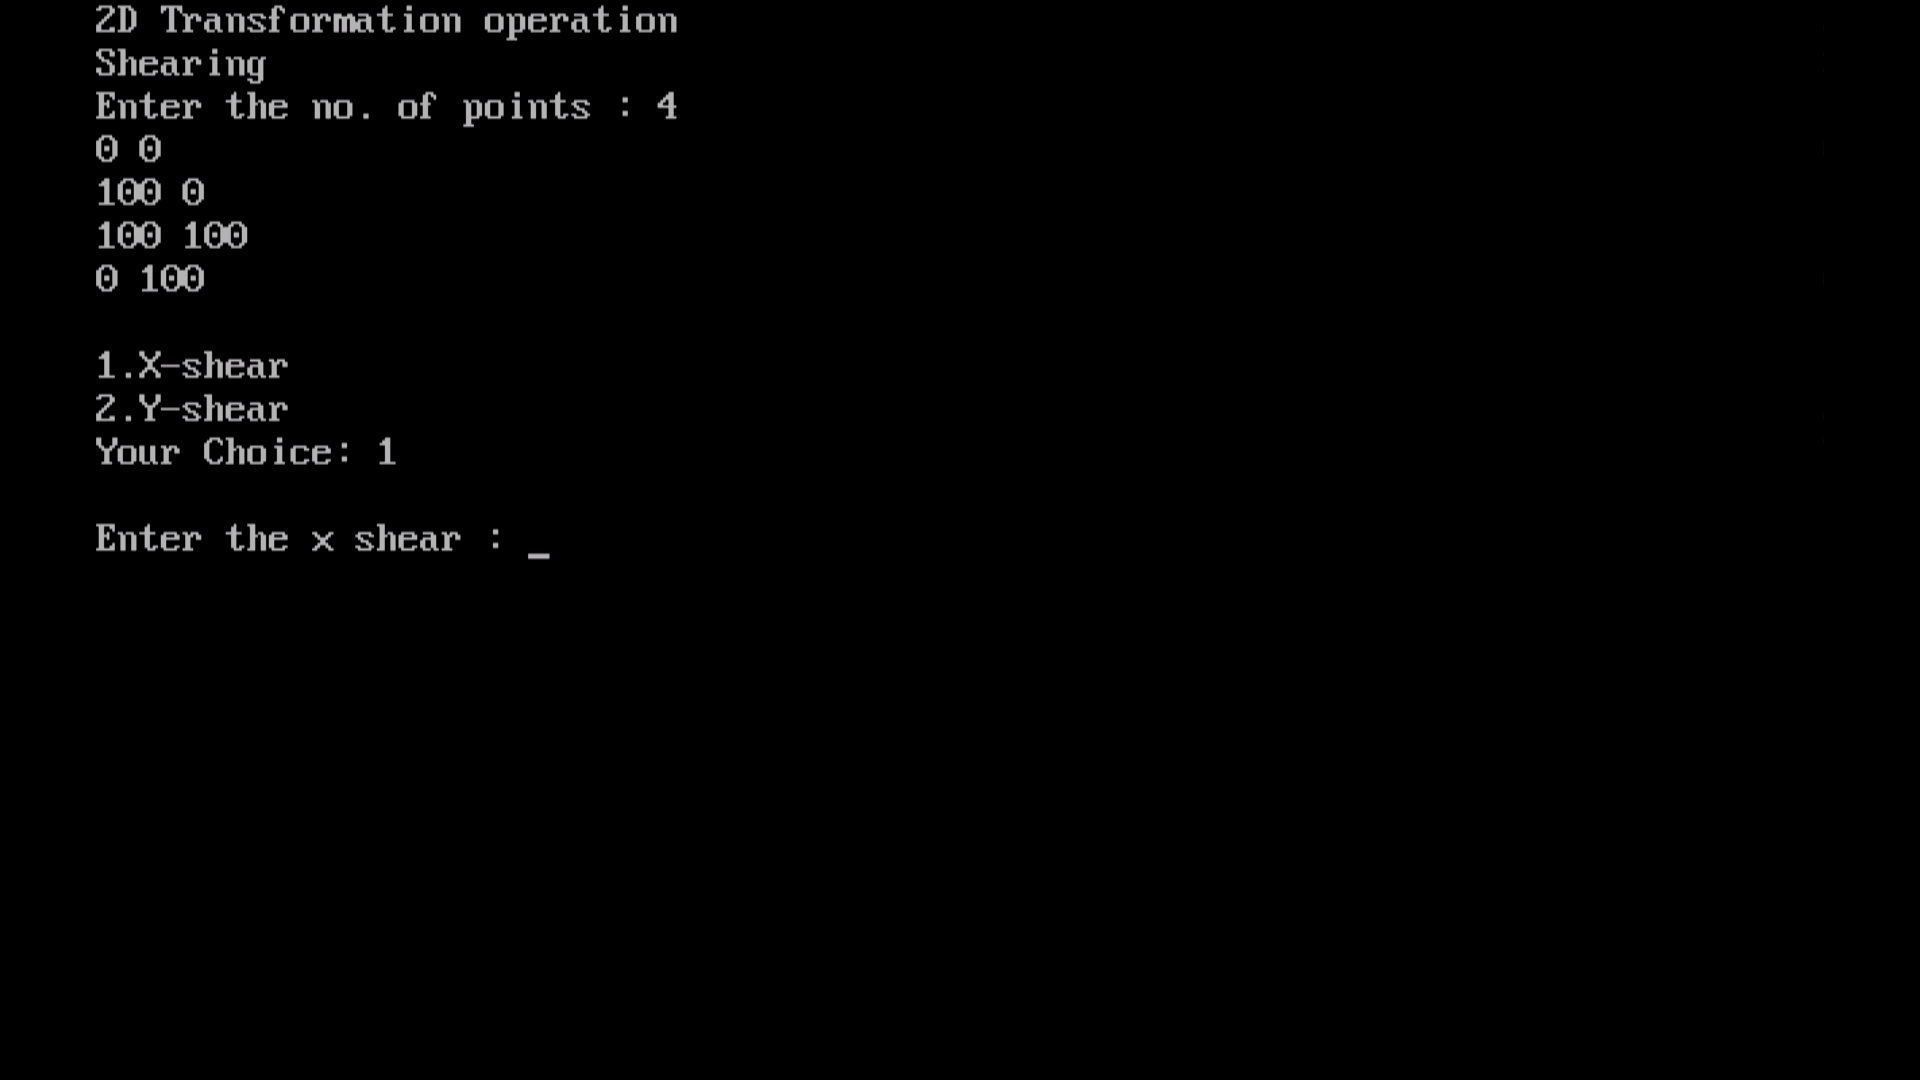 2D Transformation operation
Shearing
Enter the no. of points : 4
0 0
100 0
100 100
0 100
1.X-shear
2.Y-shear
Your Choice: 1
Enter the x shear : _